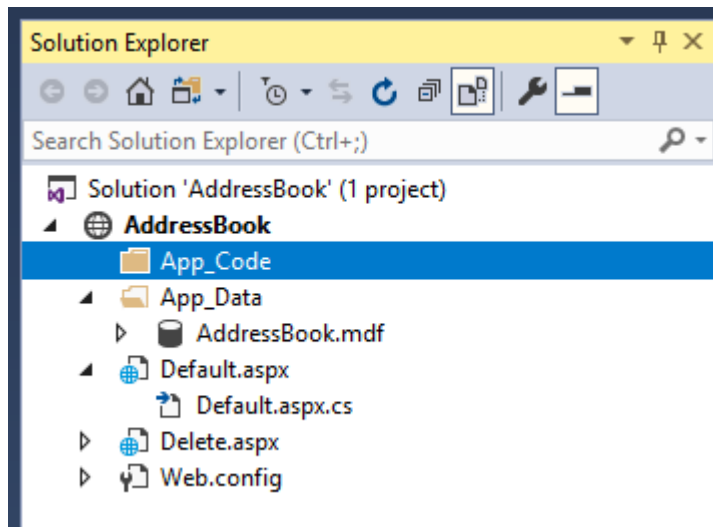 Solution Explorer
Search Solution Explorer (Ctrl+;)
Solution 'AddressBook' (1 project)
AddressBook
App_Code
App_Data
AddressBook.mdf
Default.aspx
Default.aspx.cs
Delete.aspx
Web.config